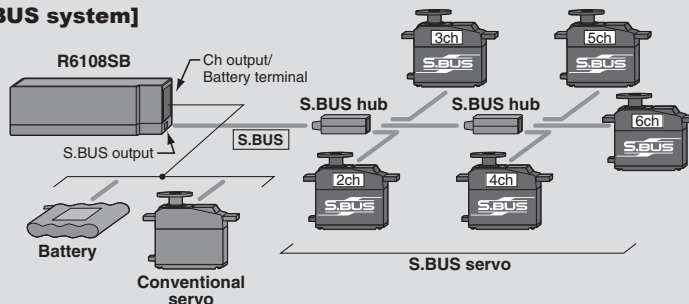 BUS system]
R6108SB
Ch output/
Battery terminal
S.BUS output
S.BUS
S.BUS hub
S.BUS hub
3ch
S.BUS
5ch
S.BUS
6ch
S.BUS
2ch
S.BUS
4ch
S.BUS
Battery
Conventional
servo
S.BUS servo